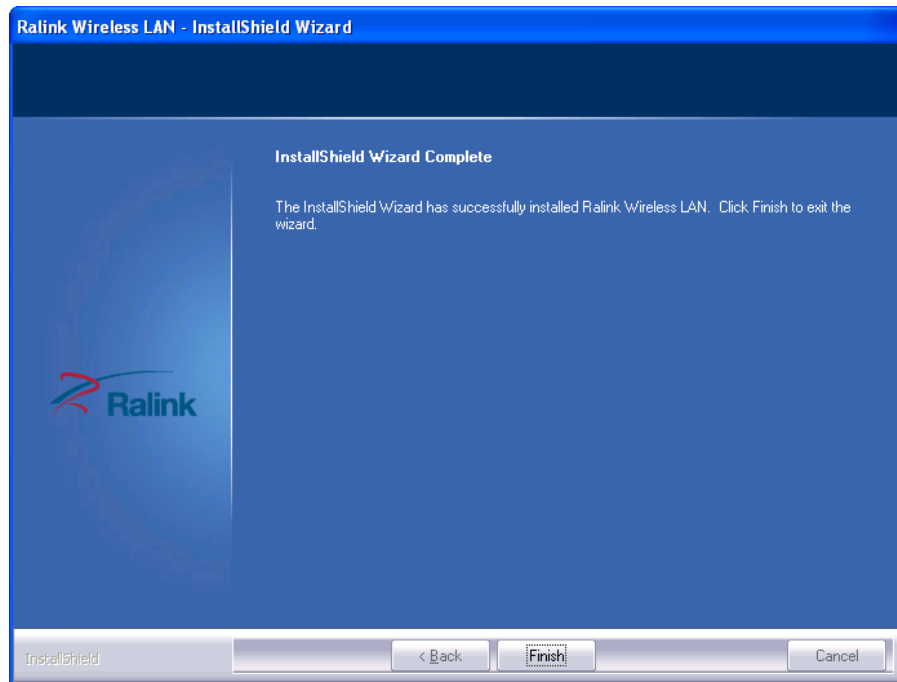 Ralink Wireless LAN - InstallShield Wizard
InstallShield Wizard Complete
The InstallShield Wizard has successfully installed Ralink Wireless LAN. Click Finish to exit the
wizard.
Ralink
InstallShield
< Back
Finish
Cancel